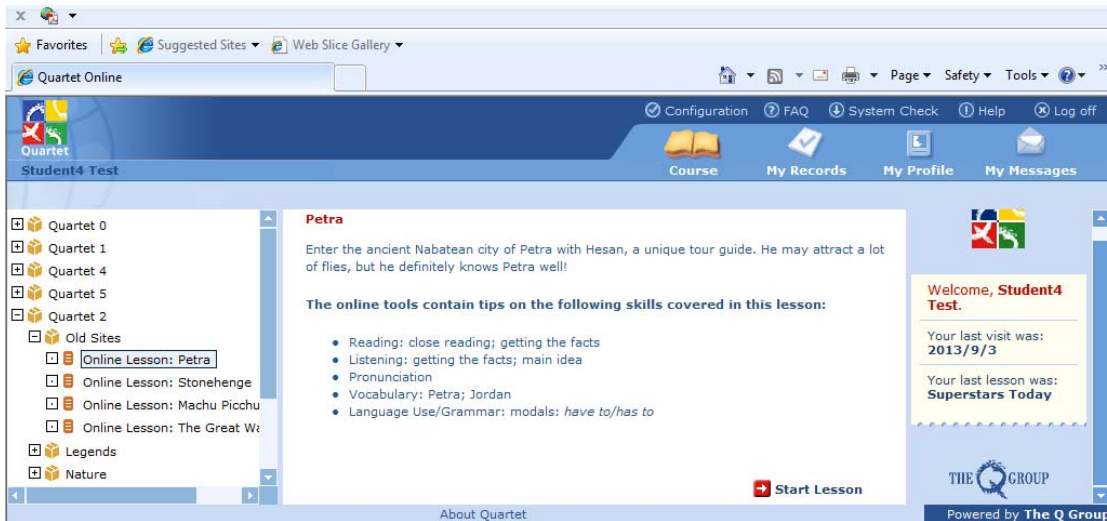 Favorites
Suggested Sites
Web Slice Gallery
Quartet Online
Page
Safety
Tools
Configuration
FAQ
System Check
Help
Log off
Quartet
Student4 Test
Course
My Records
My Profile
My Messages
Quartet 0
Quartet 1
Quartet 4
Quartet 5
Quartet 2
Old Sites
Online Lesson: Petra
Online Lesson: Stonehenge
Online Lesson: Machu Picchu
Online Lesson: The Great Wa
Legends
Nature
Petra
Enter the ancient Nabatean city of Petra with Hesan, a unique tour guide. He may attract a lot
of flies, but he definitely knows Petra well!
The online tools contain tips on the following skills covered in this lesson:
• Reading: close reading; getting the facts
• Listening: getting the facts; main idea
• Pronunciation
• Vocabulary: Petra; Jordan
• Language Use/Grammar: modals: have to/has to
Start Lesson
Welcome, Student4
Test.
Your last visit was:
2013/9/3
Your last lesson was:
Superstars Today
THE Q GROUP
About Quartet
Powered by The Q Group